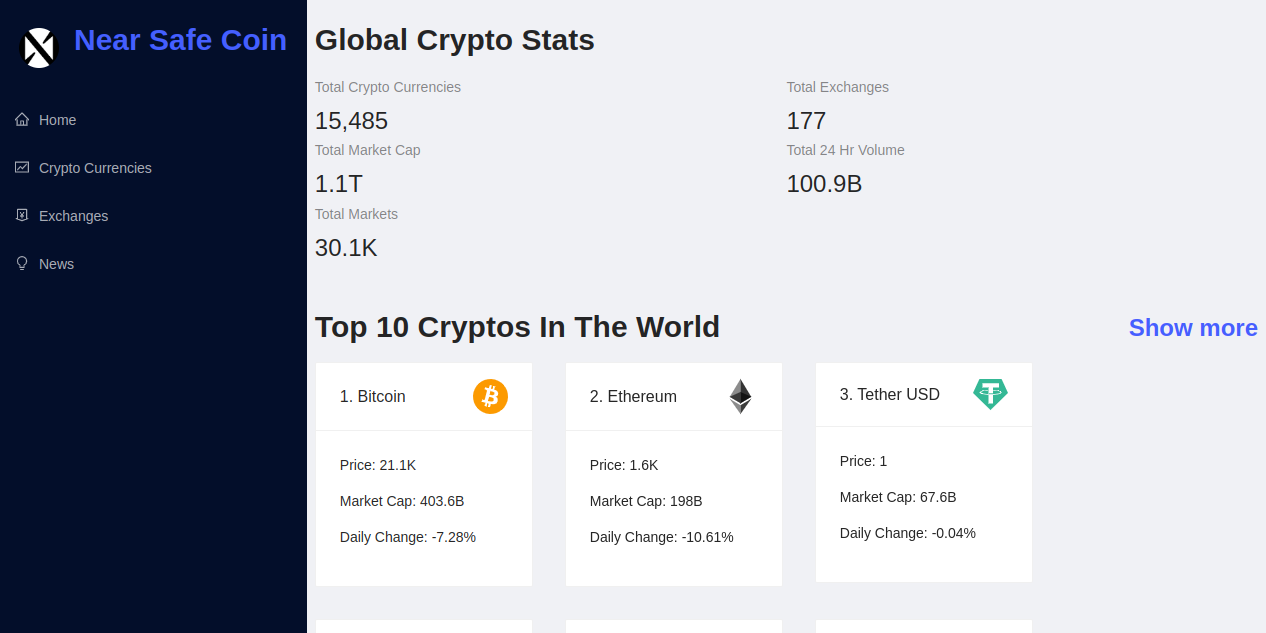 Near Safe Coin
Home
Crypto Currencies
Exchanges
News
Global Crypto Stats
Total Crypto Currencies
15,485
Total Exchanges
177
Total Market Cap
1.1T
Total 24 Hr Volume
100.9B
Total Markets
30.1K
Top 10 Cryptos In The World
Show more
1. Bitcoin
Price: 21.1K
Market Cap: 403.6B
Daily Change: -7.28%
2. Ethereum
Price: 1.6K
Market Cap: 198B
Daily Change: -10.61%
3. Tether USD
Price: 1
Market Cap: 67.6B
Daily Change: -0.04%